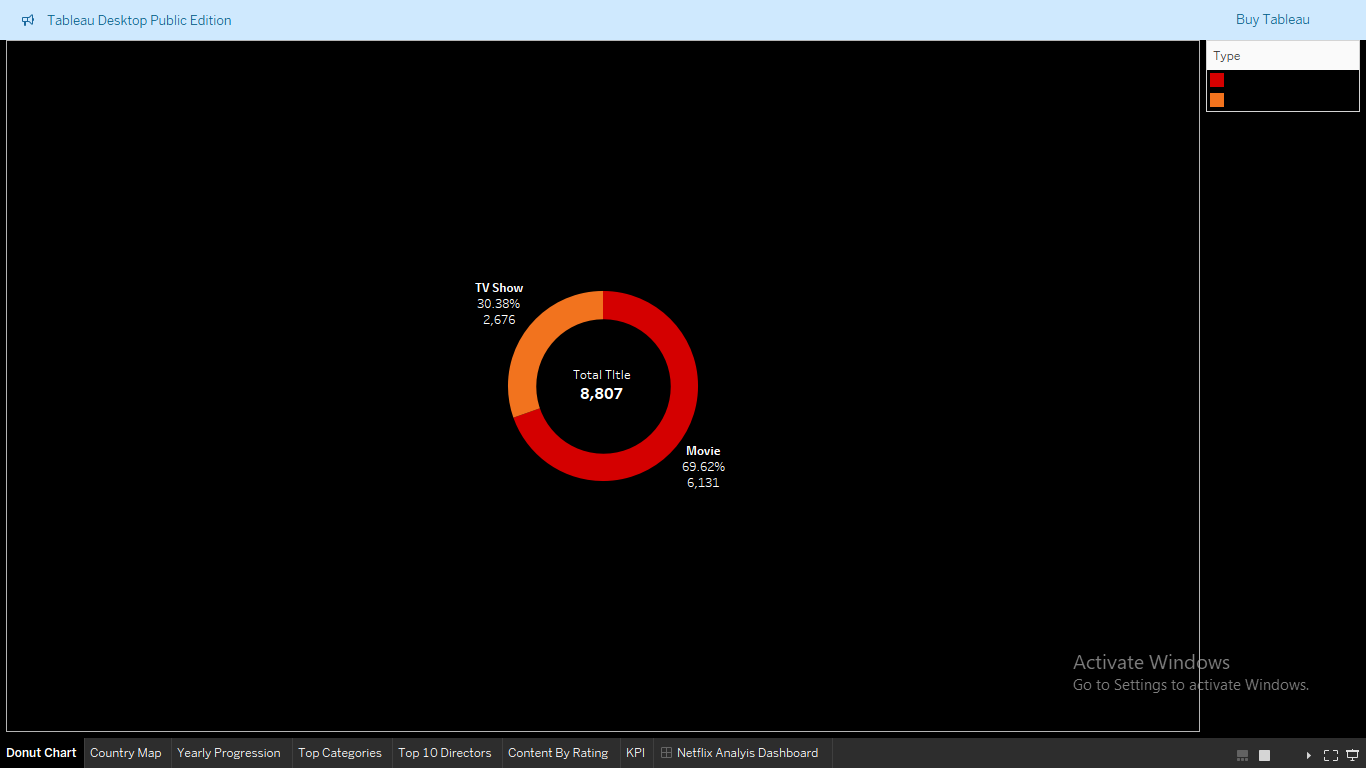 Tableau Desktop Public Edition
Buy Tableau
Type
TV Show
30.38%
2,676
Total TItle
8,807
Movie
69.62%
6,131
Activate Windows
Go to Settings to activate Windows.
Donut Chart
Country Map
Yearly Progression
Top Categories
Top 10 Directors
Content By Rating
KPI
Netflix Analyis Dashboard